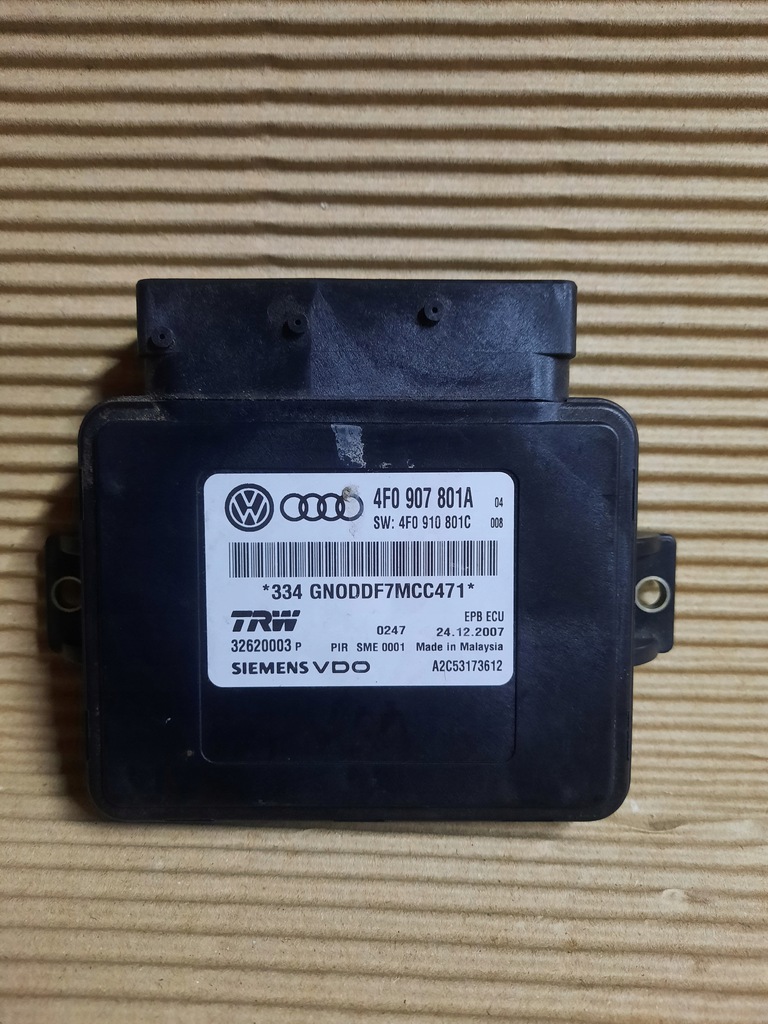 4F0 907 801A 04
SW: 4F0 910 801C 008
*334 GNODDF7MCC471*
TRW EPB ECU
0247 24.12.2007
32620003 P PIR SME 0001 Made in Malaysia
SIEMENS VDO A2C53173612